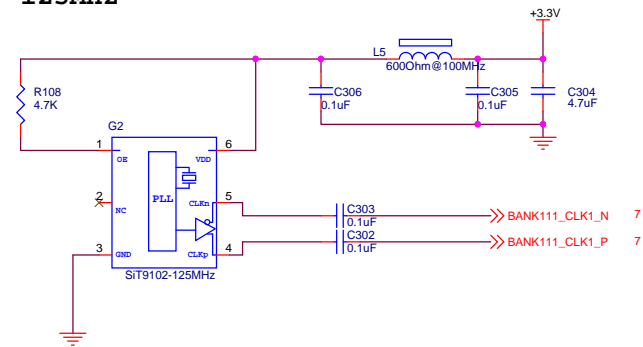 125MHz
+3.3V
L5
600Ohm@100MHz
R108
4.7K
C306
0.1uF
C305
0.1uF
C304
4.7uF
G2
1
6
OE
VDD
2
5
NC
PLL
CLKn
3
4
GND
CLKp
SiT9102-125MHz
C303
0.1uF
BANK111_CLK1_N 7
C302
0.1uF
BANK111_CLK1_P 7